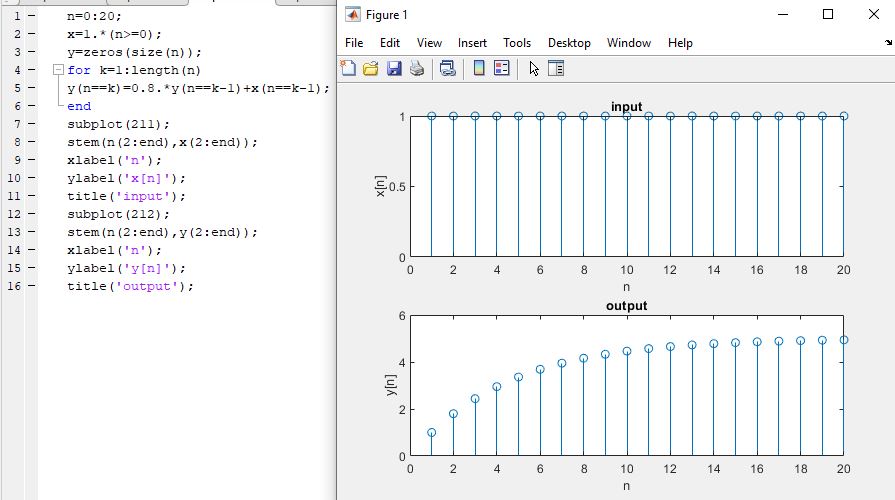 1 – n=0:20;
2 – x=1.*(n>=0);
3 – y=zeros(size(n));
4 – for k=1:length(n)
5 – y(n==k)=0.8.*y(n==k-1)+x(n==k-1);
6 – end
7 – subplot(211);
8 – stem(n(2:end),x(2:end));
9 – xlabel('n');
10 – ylabel('x[n]');
11 – title('input');
12 – subplot(212);
13 – stem(n(2:end),y(2:end));
14 – xlabel('n');
15 – ylabel('y[n]');
16 – title('output');
Figure 1
File Edit View Insert Tools Desktop Window Help
input
1
0.5
0
x[n]
0 2 4 6 8 10 12 14 16 18 20
n
output
6
4
2
0
y[n]
0 2 4 6 8 10 12 14 16 18 20
n